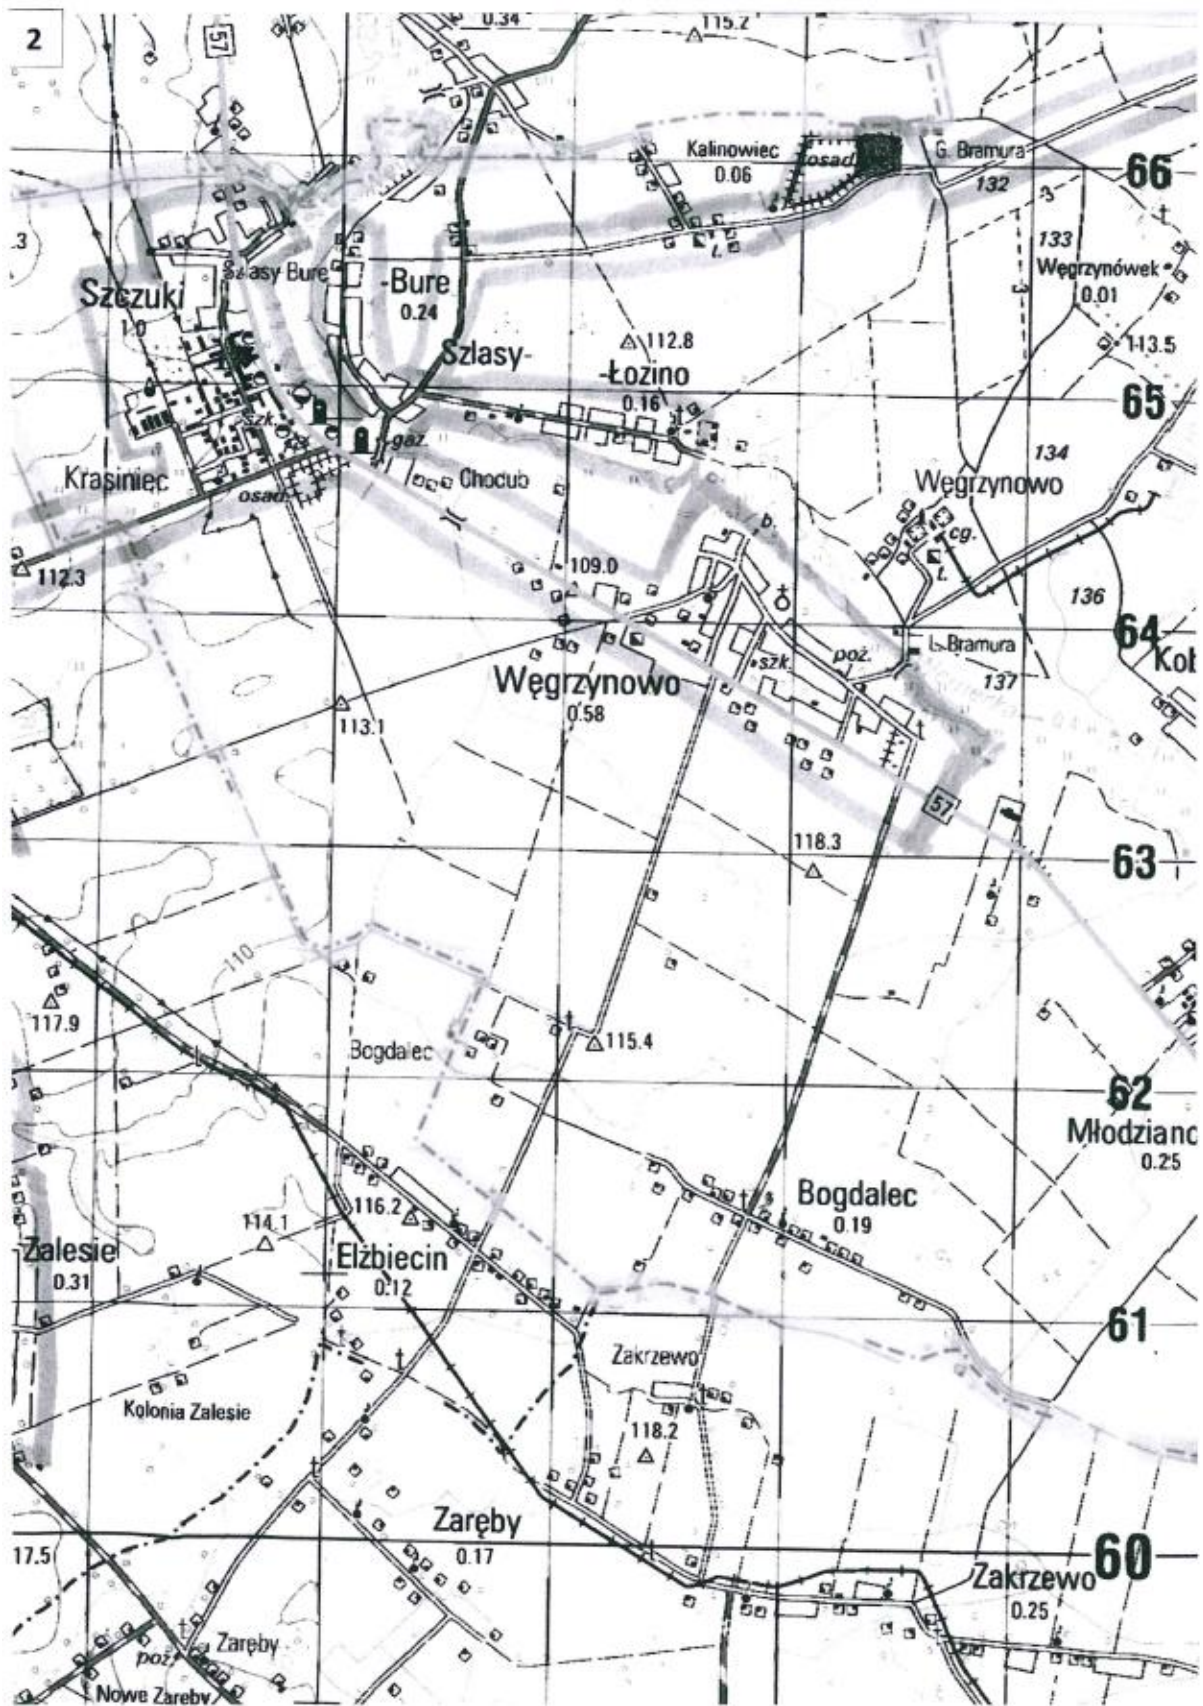 2
57
0.34
115.2
Kalinowiec
0.06
osad.
G. Bramura
132
66
.3
133
Węgrzynówek
0.01
Szlasy Bure
-Bure
0.24
Szczuki
1.0
112.8
113.5
Szlasy-
-Łozino
0.16
65
szk.
gaz.
134
Krasiniec
osad.
Chodub
Węgrzynowo
cg.
b.
t.
t.
112.3
109.0
136
64
Ł. Bramura
137
szk.
poż.
Węgrzynowo
0.58
113.1
57
118.3
63
110
117.9
Bogdalec
115.4
62
Młodziano
0.25
Bogdalec
0.19
116.2
114.1
Zalesie
0.31
Elżbiecin
0.12
61
Zakrzewo
Kolonia Zalesie
118.2
Zaręby
0.17
17.5
60
Zakrzewo
0.25
Zaręby
poż.
Nowe Zaręby